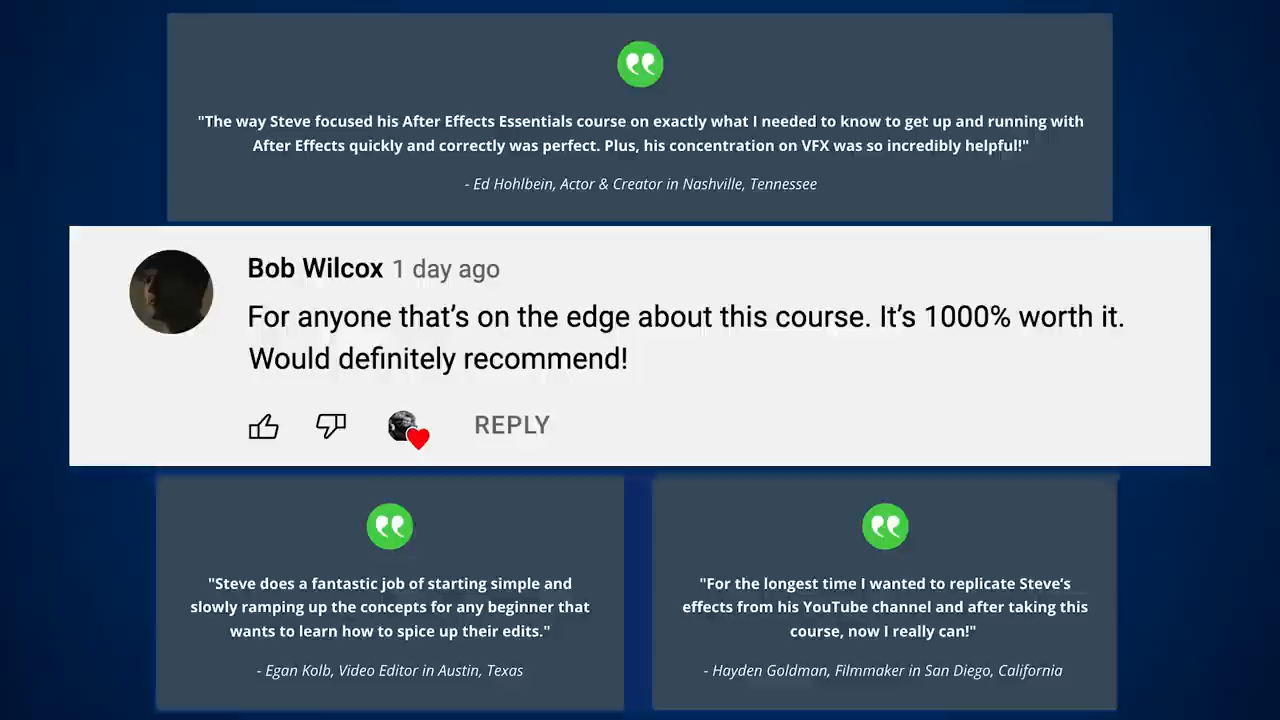 "The way Steve focused his After Effects Essentials course on exactly what I needed to know to get up and running with
After Effects quickly and correctly was perfect. Plus, his concentration on VFX was so incredibly helpful!"
- Ed Hohlbein, Actor & Creator in Nashville, Tennessee
Bob Wilcox 1 day ago
For anyone that’s on the edge about this course. It’s 1000% worth it.
Would definitely recommend!
REPLY
"Steve does a fantastic job of starting simple and
slowly ramping up the concepts for any beginner that
wants to learn how to spice up their edits."
- Egan Kolb, Video Editor in Austin, Texas
"For the longest time I wanted to replicate Steve’s
effects from his YouTube channel and after taking this
course, now I really can!"
- Hayden Goldman, Filmmaker in San Diego, California